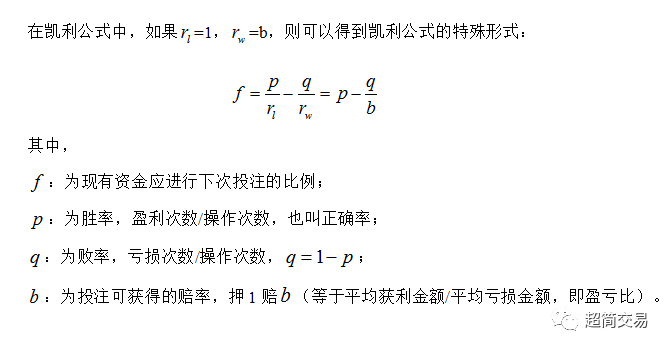 在凯利公式中，如果r_l=1，r_w=b，则可以得到凯利公式的特殊形式：
f = p/r_l − q/r_w = p − q/b
其中，
f：为现有资金应进行下次投注的比例；
p：为胜率，盈利次数/操作次数，也叫正确率；
q：为败率，亏损次数/操作次数，q=1−p；
b：为投注可获得的赔率，押1赔b（等于平均获利金额/平均亏损金额，即盈亏比）。
超简交易